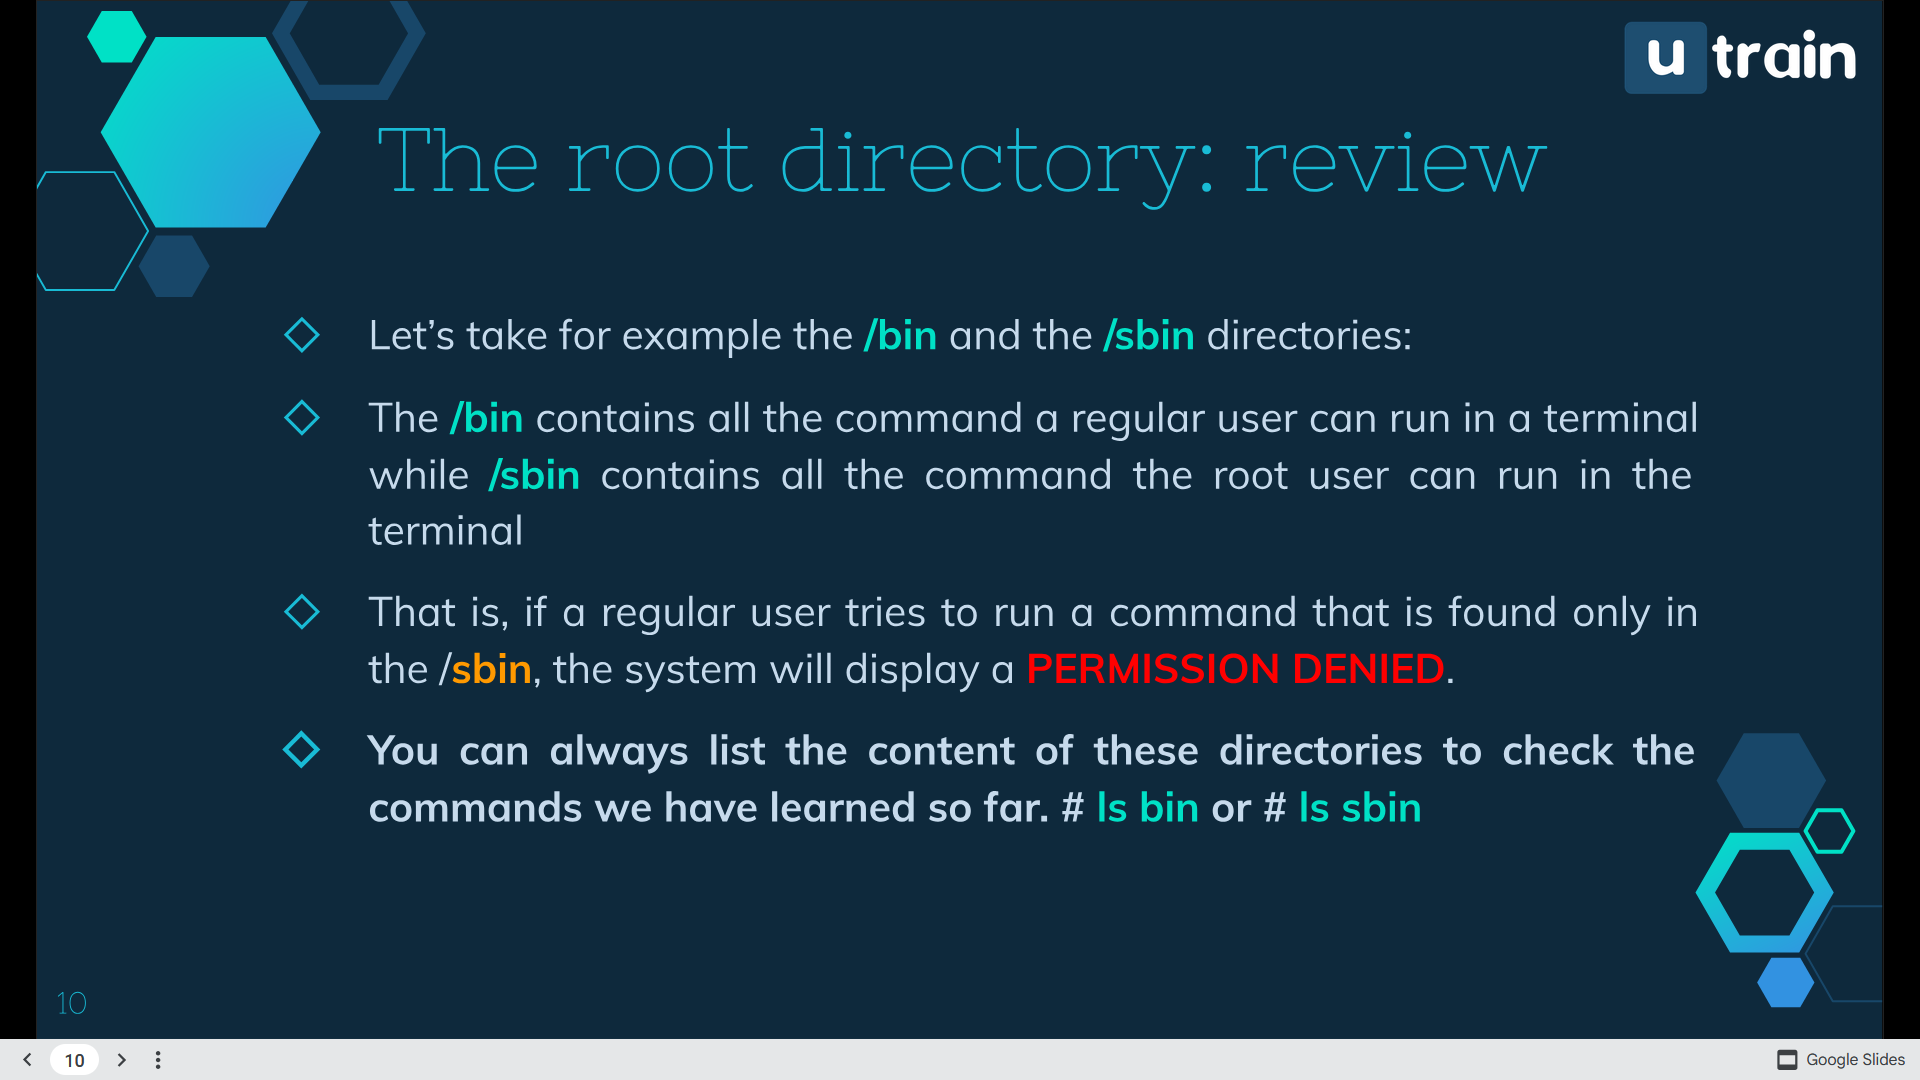 u train
The root directory: review
Let’s take for example the /bin and the /sbin directories:
The /bin contains all the command a regular user can run in a terminal
while /sbin contains all the command the root user can run in the
terminal
That is, if a regular user tries to run a command that is found only in
the /sbin, the system will display a PERMISSION DENIED.
You can always list the content of these directories to check the
commands we have learned so far. # ls bin or # ls sbin
10
10
Google Slides